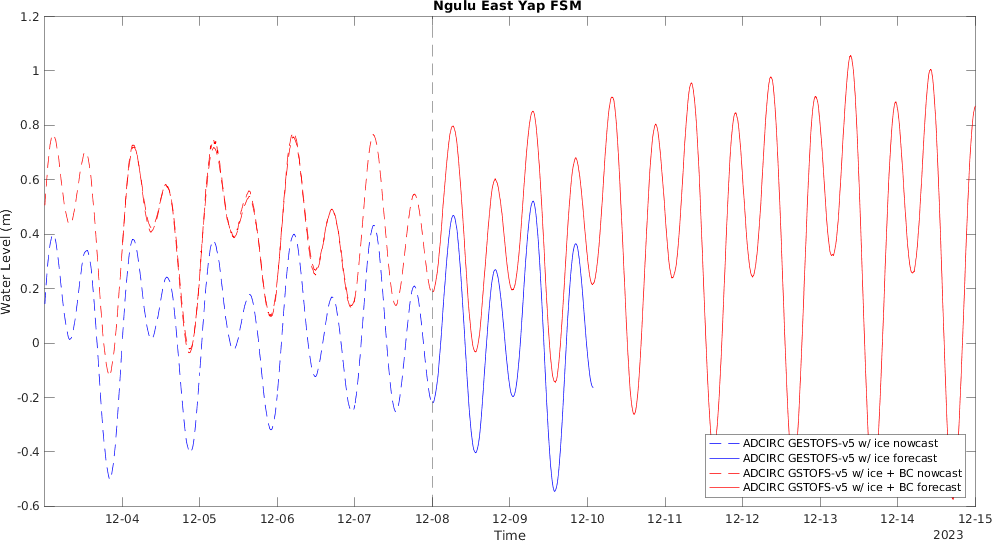 Ngulu East Yap FSM
Water Level (m)
1.2
1
0.8
0.6
0.4
0.2
0
-0.2
-0.4
-0.6
ADCIRC GESTOFS-v5 w/ ice nowcast
ADCIRC GESTOFS-v5 w/ ice forecast
ADCIRC GSTOFS-v5 w/ ice + BC nowcast
ADCIRC GSTOFS-v5 w/ ice + BC forecast
12-04 12-05 12-06 12-07 12-08 12-09 12-10 12-11 12-12 12-13 12-14 12-15
Time
2023